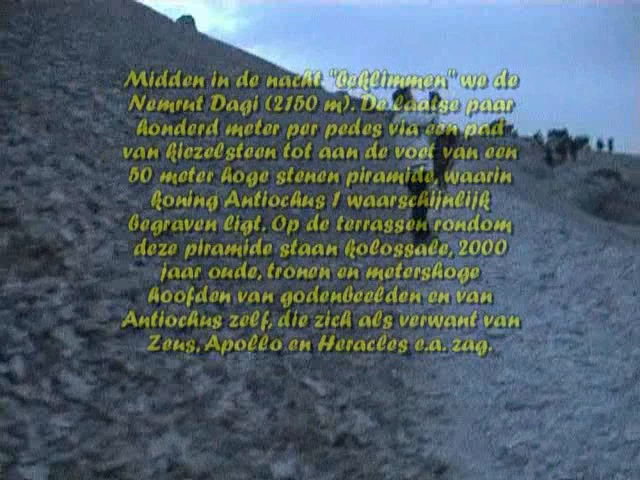 Midden in de nacht "beklimmen" we de
Nemrut Dagi (2150 m). De laatse paar
honderd meter per pedes via een pad
van kiezelsteen tot aan de voet van een
50 meter hoge stenen piramide, waarin
koning Antiochus 1 waarschijnlijk
begraven ligt. Op de terrassen rondom
deze piramide staan kolossale, 2000
jaar oude, tronen en metershoge
hoofden van godenbeelden en van
Antiochus zelf, die zich als verwant van
Zeus, Apollo en Heracles e.a. zag.